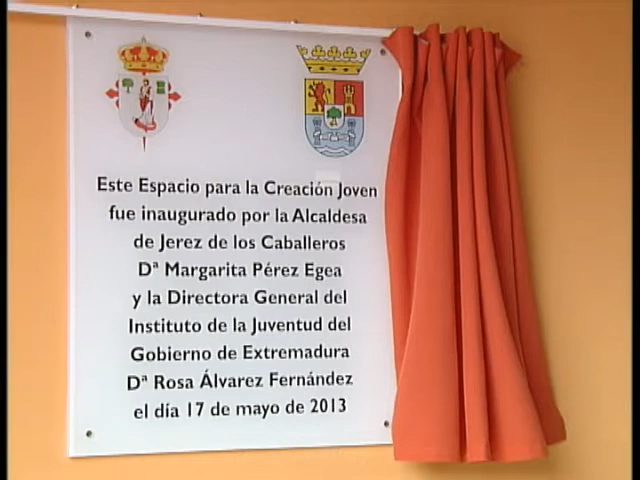 Este Espacio para la Creación Joven
fue inaugurado por la Alcaldesa
de Jerez de los Caballeros
Dª Margarita Pérez Egea
y la Directora General del
Instituto de la Juventud del
Gobierno de Extremadura
Dª Rosa Álvarez Fernández
el día 17 de mayo de 2013